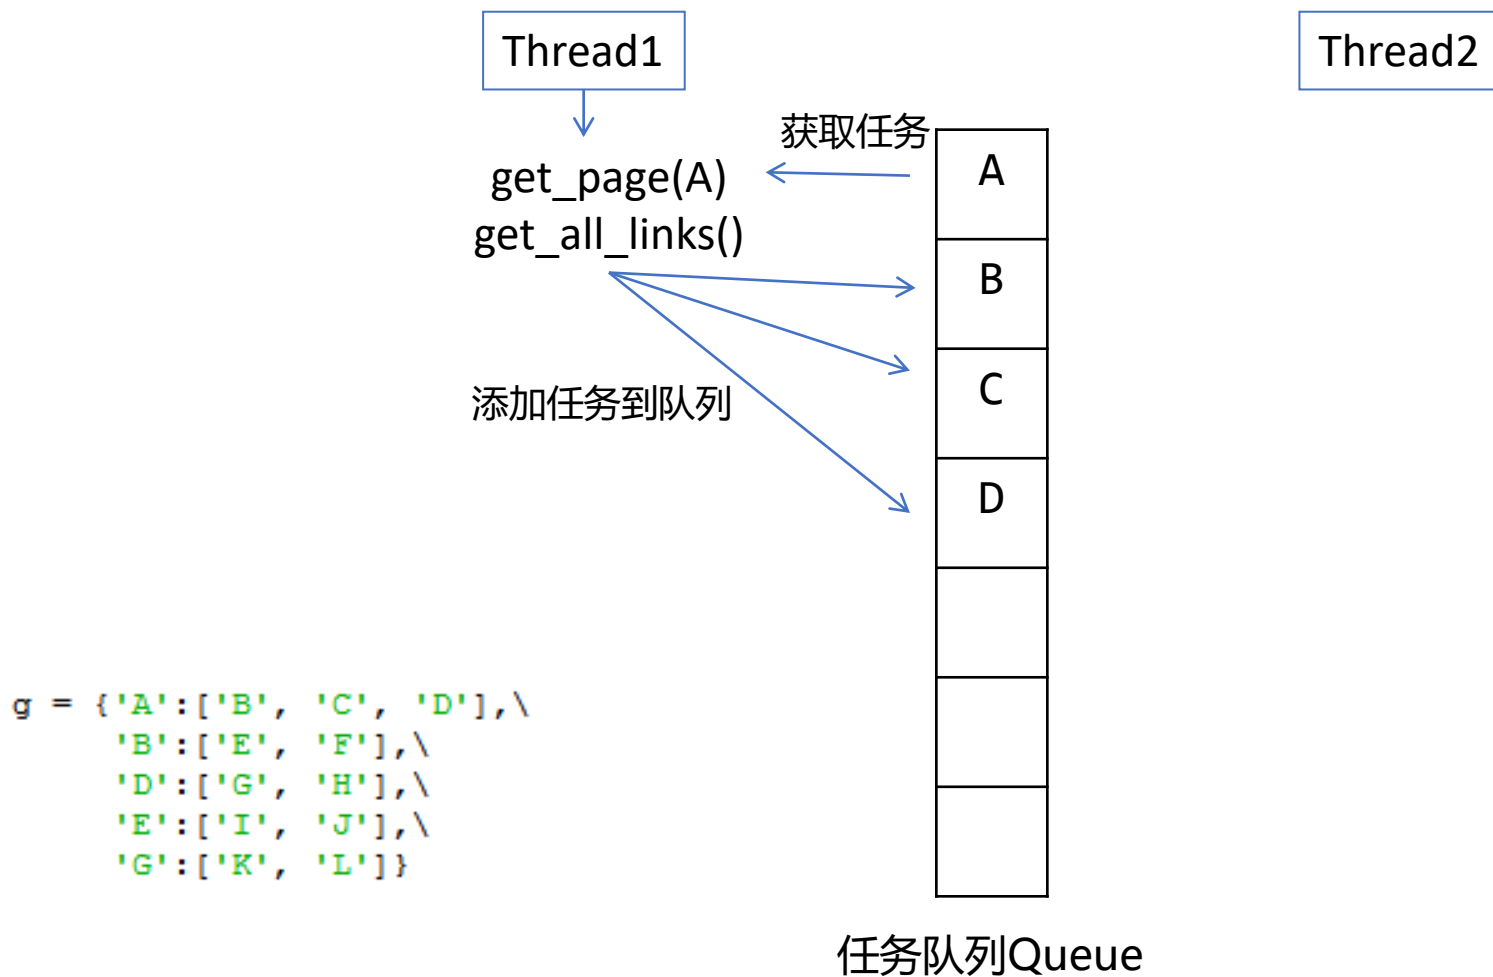 Thread1
Thread2
获取任务
get_page(A)
get_all_links()
添加任务到队列
A
B
C
D
g = {'A':['B', 'C', 'D'],\
'B':['E', 'F'],\
'D':['G', 'H'],\
'E':['I', 'J'],\
'G':['K', 'L']}
任务队列Queue